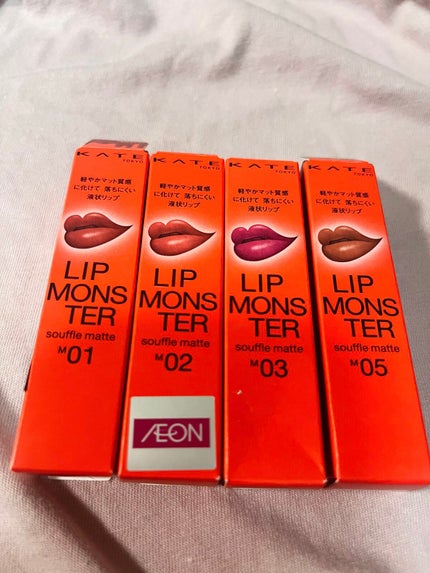 KATE
TOKYO
軽やかマット質感
に化けて 落ちにくい
液状リップ
LIP
MONS
TER
souffle matte
M01
KATE
TOKYO
軽やかマット質感
に化けて 落ちにくい
液状リップ
LIP
MONS
TER
souffle matte
M02
ÆON
KATE
TOKYO
軽やかマット質感
に化けて 落ちにくい
液状リップ
LIP
MONS
TER
souffle matte
M03
KATE
TOKYO
軽やかマット質感
に化けて 落ちにくい
液状リップ
LIP
MONS
TER
souffle matte
M05